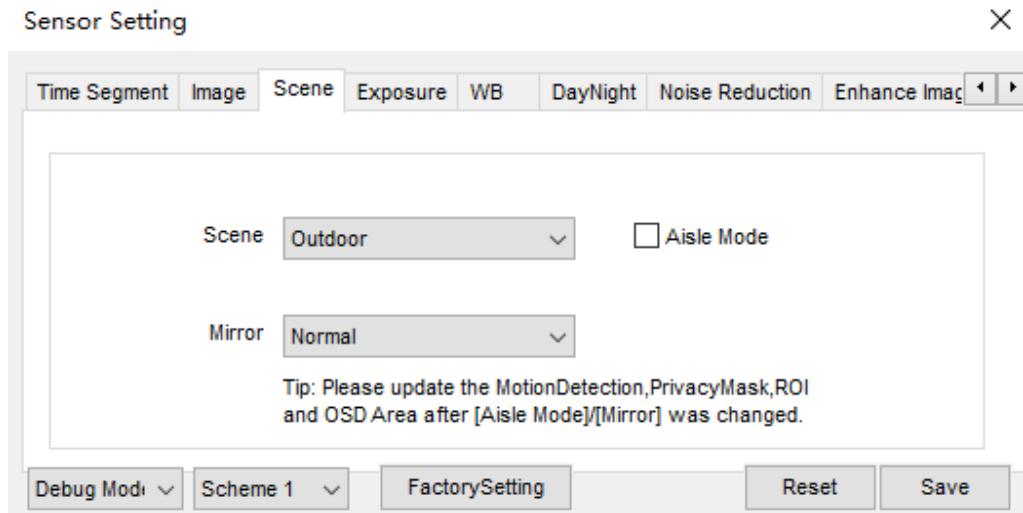 Sensor Setting
Time Segment Image Scene Exposure WB DayNight Noise Reduction Enhance Imag
Scene Outdoor Aisle Mode
Mirror Normal
Tip: Please update the MotionDetection,PrivacyMask,ROI
and OSD Area after [Aisle Mode]/[Mirror] was changed.
Debug Mod Scheme 1 FactorySetting Reset Save